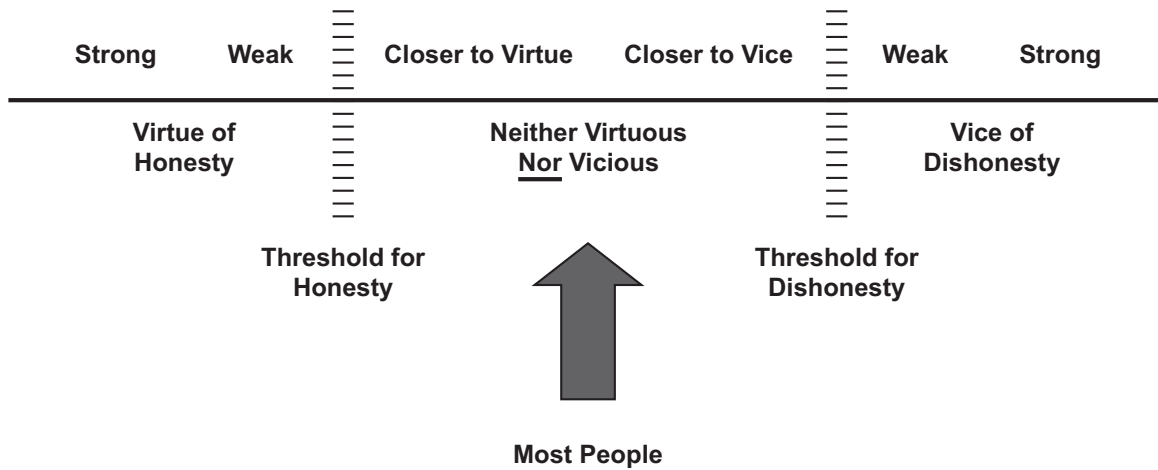 Strong Weak Closer to Virtue Closer to Vice Weak Strong
Virtue of
Honesty
Neither Virtuous
Nor Vicious
Vice of
Dishonesty
Threshold for
Honesty
Threshold for
Dishonesty
Most People